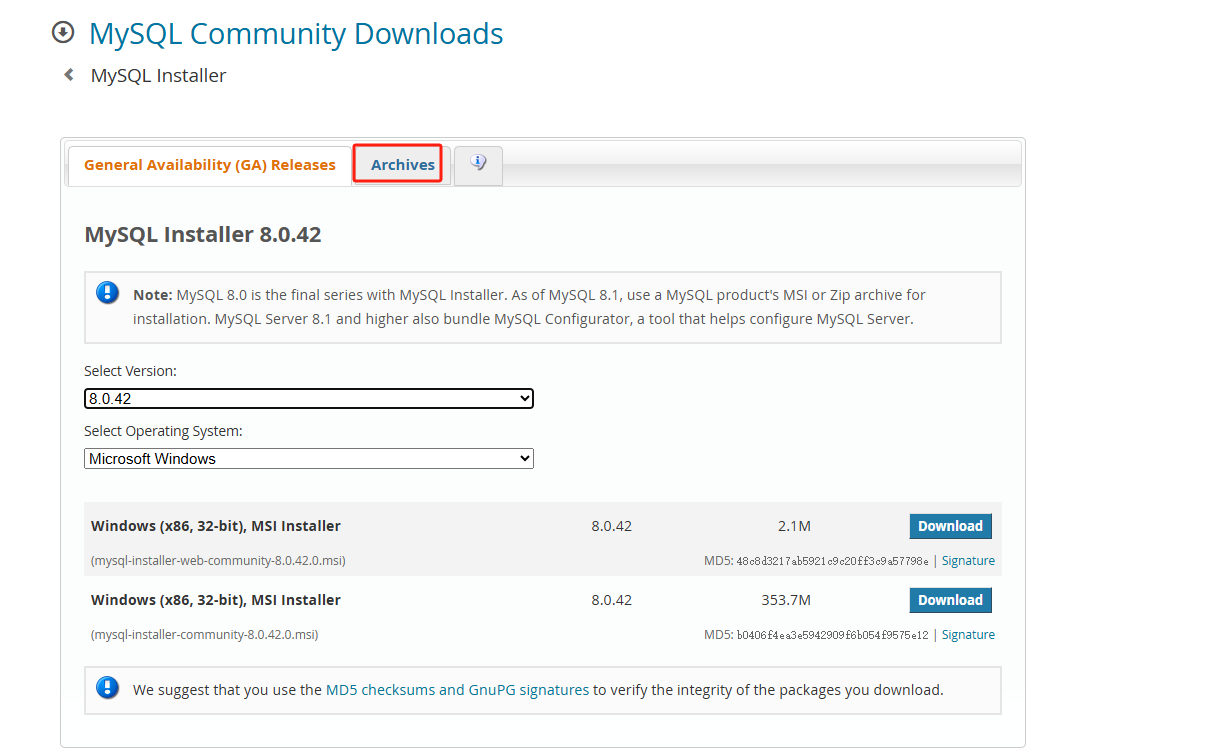 MySQL Community Downloads
MySQL Installer
General Availability (GA) Releases
Archives
MySQL Installer 8.0.42
Note: MySQL 8.0 is the final series with MySQL Installer. As of MySQL 8.1, use a MySQL product's MSI or Zip archive for
installation. MySQL Server 8.1 and higher also bundle MySQL Configurator, a tool that helps configure MySQL Server.
Select Version:
8.0.42
Select Operating System:
Microsoft Windows
Windows (x86, 32-bit), MSI Installer 8.0.42 2.1M Download
(mysql-installer-web-community-8.0.42.0.msi) MD5: 48c8d3217ab5921c9c20ff3c9a57798e | Signature
Windows (x86, 32-bit), MSI Installer 8.0.42 353.7M Download
(mysql-installer-community-8.0.42.0.msi) MD5: b0406f4ea3e5942909f6b054f9575e12 | Signature
We suggest that you use the MD5 checksums and GnuPG signatures to verify the integrity of the packages you download.